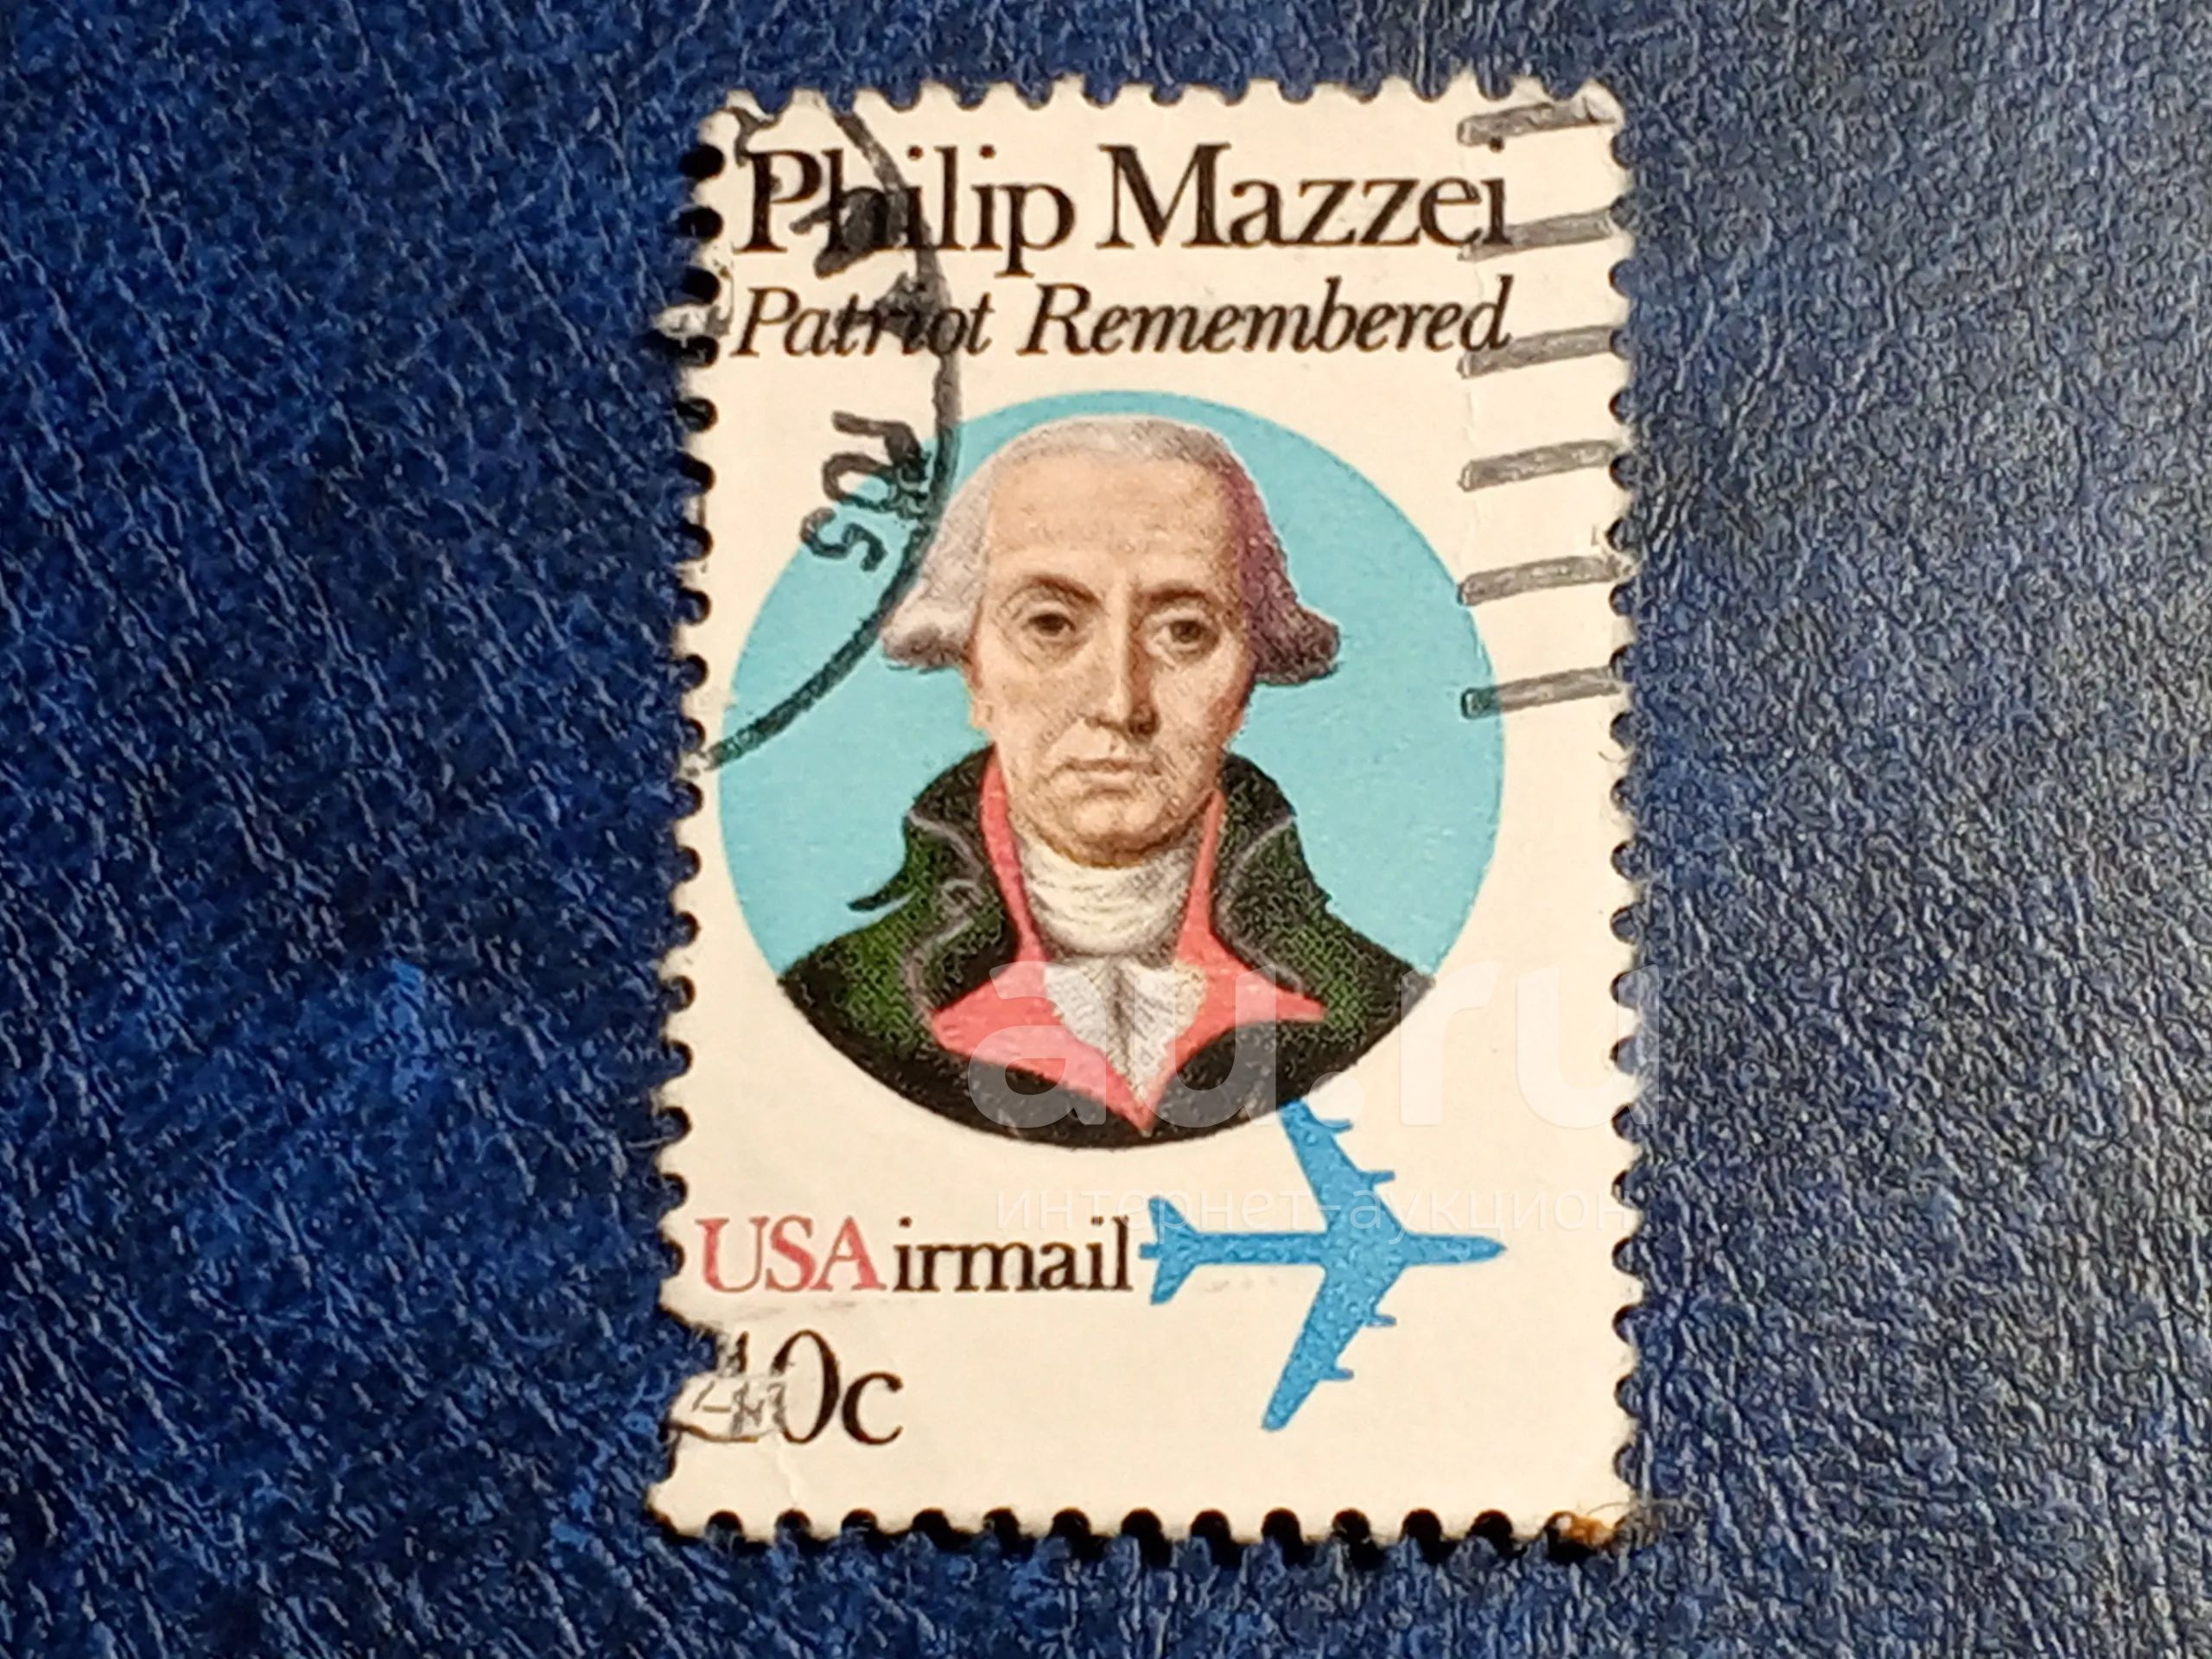 Philip Mazzei
Patriot Remembered
au.ru
интернет-аукцион
USAirmail
40c